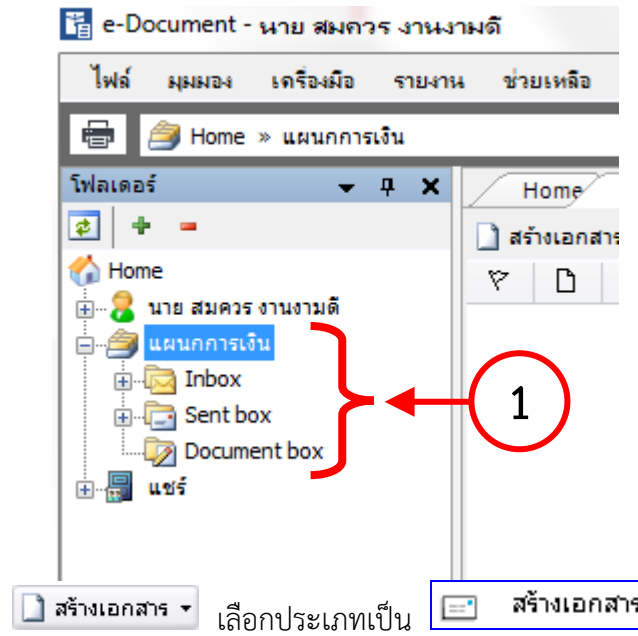 e-Document - นาย สมควร งานงามดี
ไฟล์ มุมมอง เครื่องมือ รายงาน ช่วยเหลือ
Home » แผนกการเงิน
โฟลเดอร์
Home
สร้างเอกสาร
Home
นาย สมควร งานงามดี
แผนกการเงิน
Inbox
1
Sent box
Document box
แชร์
สร้างเอกสาร เลือกประเภทเป็น สร้างเอกสาร